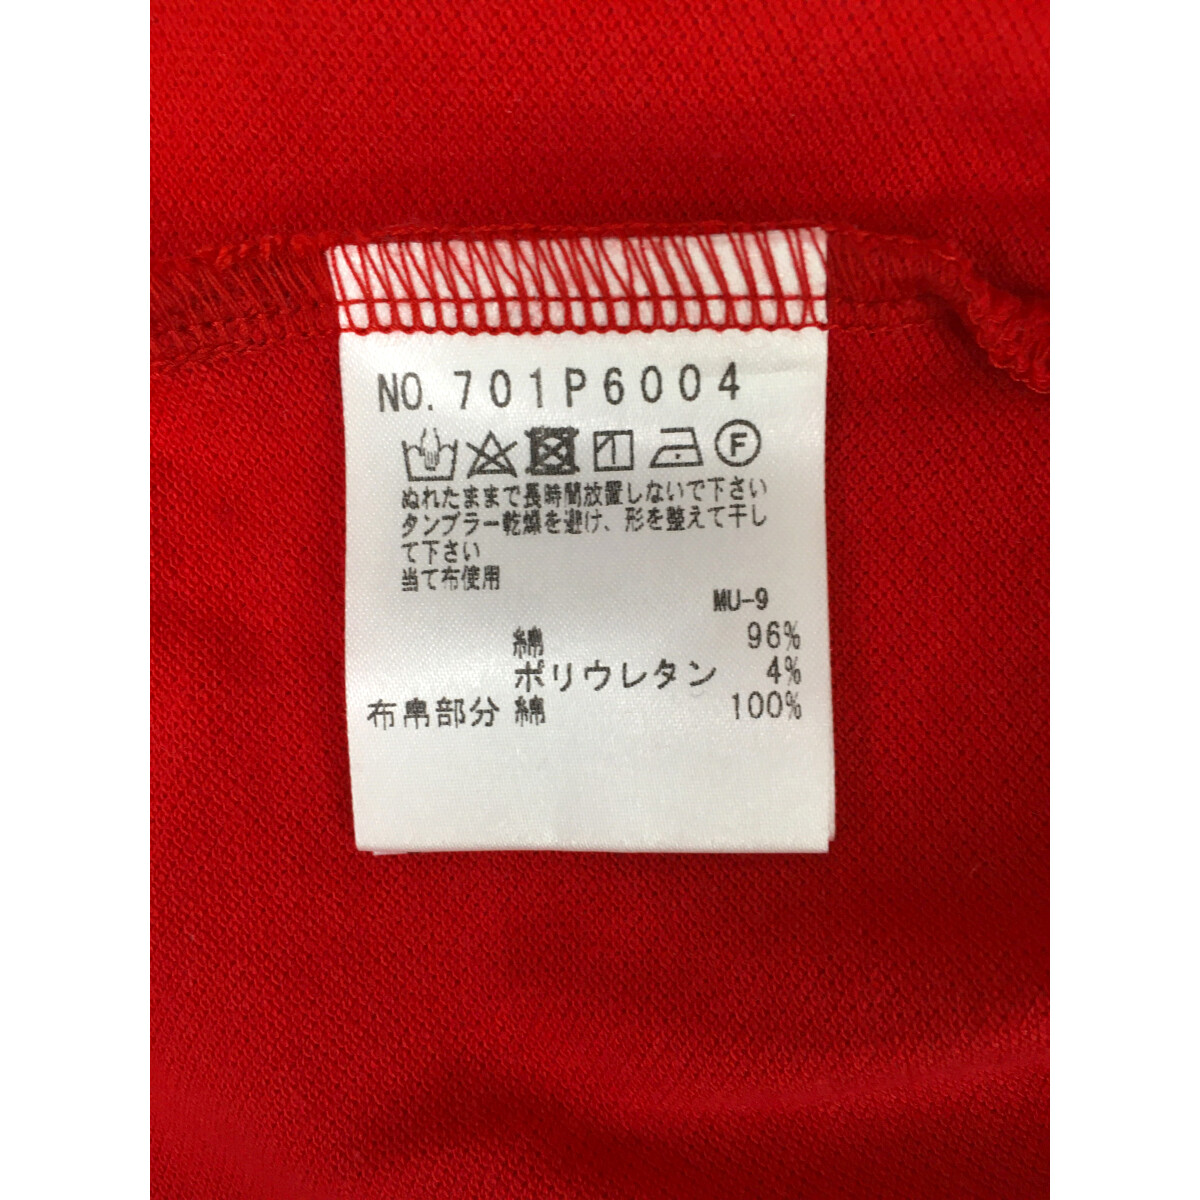 NO. 701P6004
F
ぬれたままで長時間放置しないで下さい
タンブラー乾燥を避け、形を整えて干し
て下さい
当て布使用
MU-9
綿 96%
ポリウレタン 4%
布帛部分 綿 100%